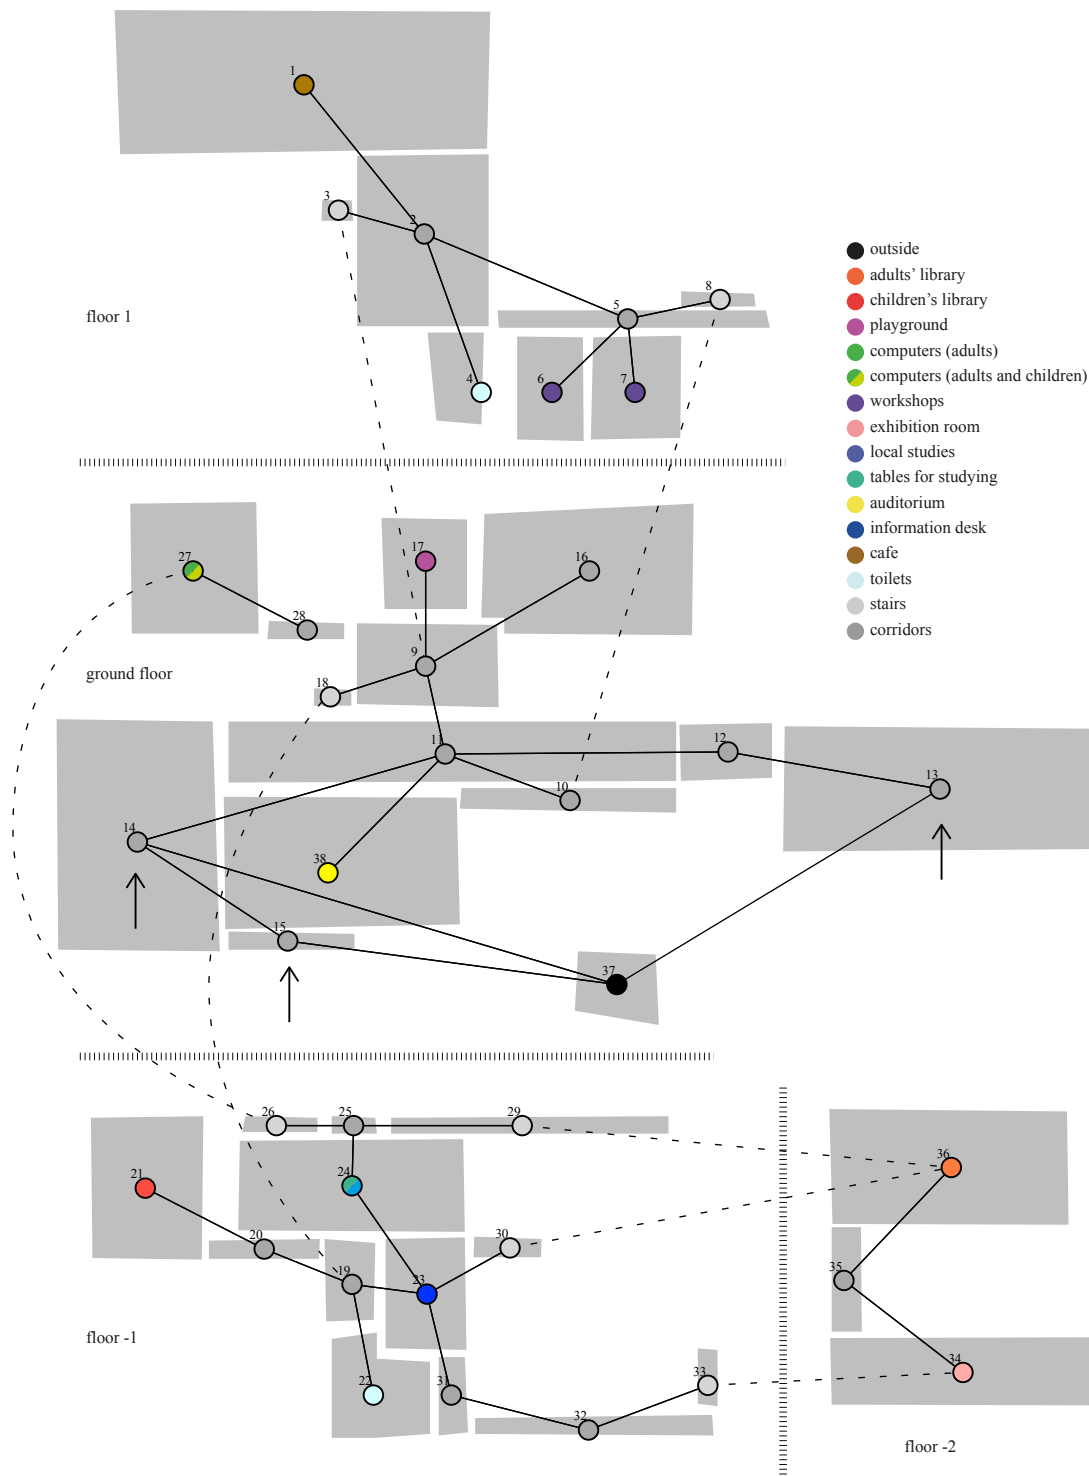 1
3
2
8
5
floor 1
4
6
7
outside
adults' library
children's library
playground
computers (adults)
computers (adults and children)
workshops
exhibition room
local studies
tables for studying
auditorium
information desk
cafe
toilets
stairs
corridors
27
17
16
28
9
ground floor
18
11
12
13
10
14
38
15
37
26
25
29
24
21
36
20
30
19
23
35
floor -1
22
31
33
34
32
floor -2